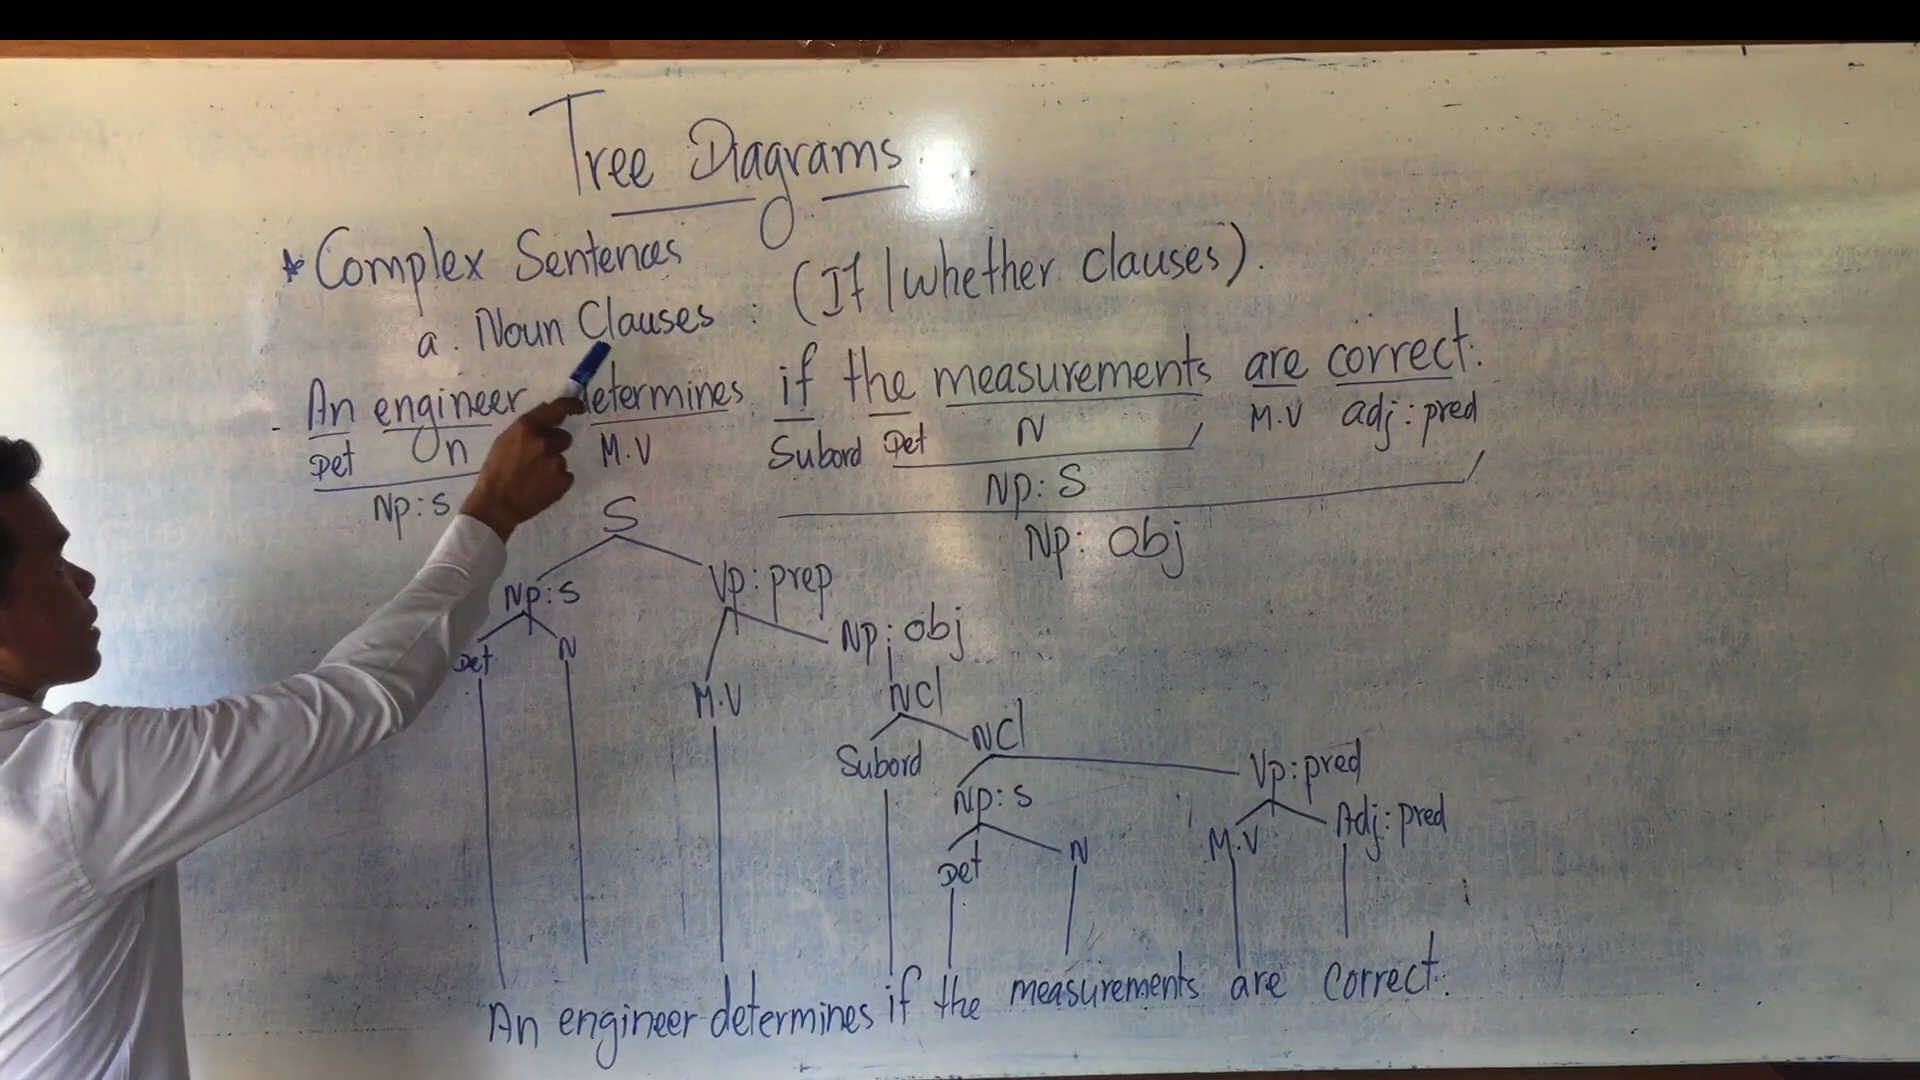 Tree Diagrams
* Complex Sentences
a. Noun Clauses : (If / whether clauses).
- An engineer determines if the measurements are correct.
Det n M.V Subord Det N M.V adj: pred
Np: S Np: S
Np: obj
S
Np: S Vp: prep
Det N M.V Np: obj
NCl
Subord NCl
Np: S Vp: pred
Det N M.V Adj: pred
An engineer determines if the measurements are correct.